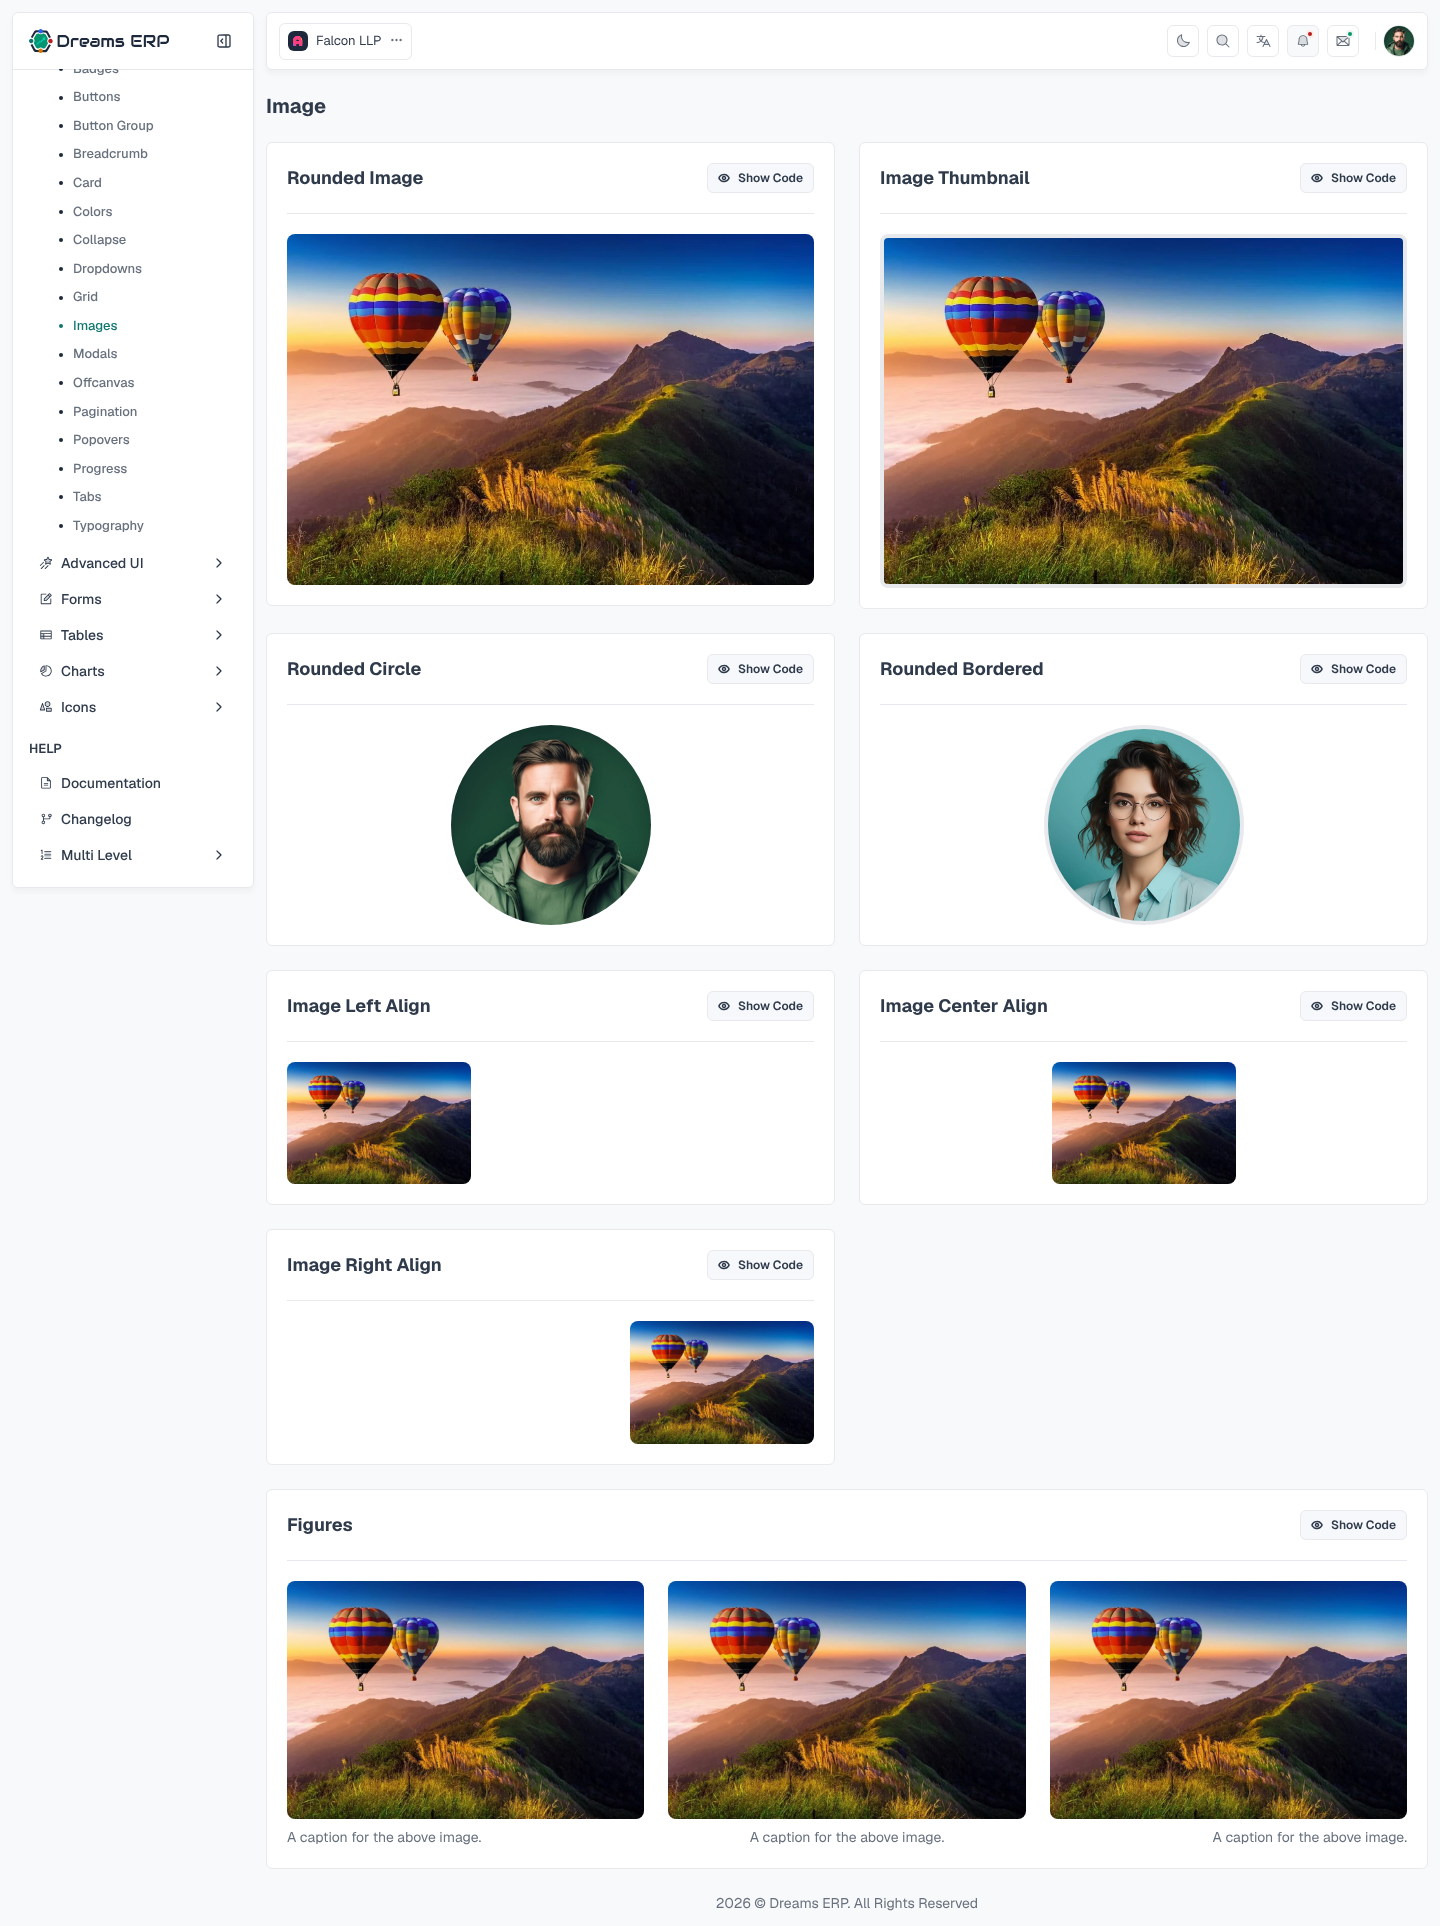 Dreams ERP
Falcon LLP
Badges
Buttons
Button Group
Breadcrumb
Card
Colors
Collapse
Dropdowns
Grid
Images
Modals
Offcanvas
Pagination
Popovers
Progress
Tabs
Typography
Advanced UI
Forms
Tables
Charts
Icons
HELP
Documentation
Changelog
Multi Level
Image
Rounded Image
Show Code
Image Thumbnail
Show Code
Rounded Circle
Show Code
Rounded Bordered
Show Code
Image Left Align
Show Code
Image Center Align
Show Code
Image Right Align
Show Code
Figures
Show Code
A caption for the above image.
A caption for the above image.
A caption for the above image.
2026 © Dreams ERP. All Rights Reserved